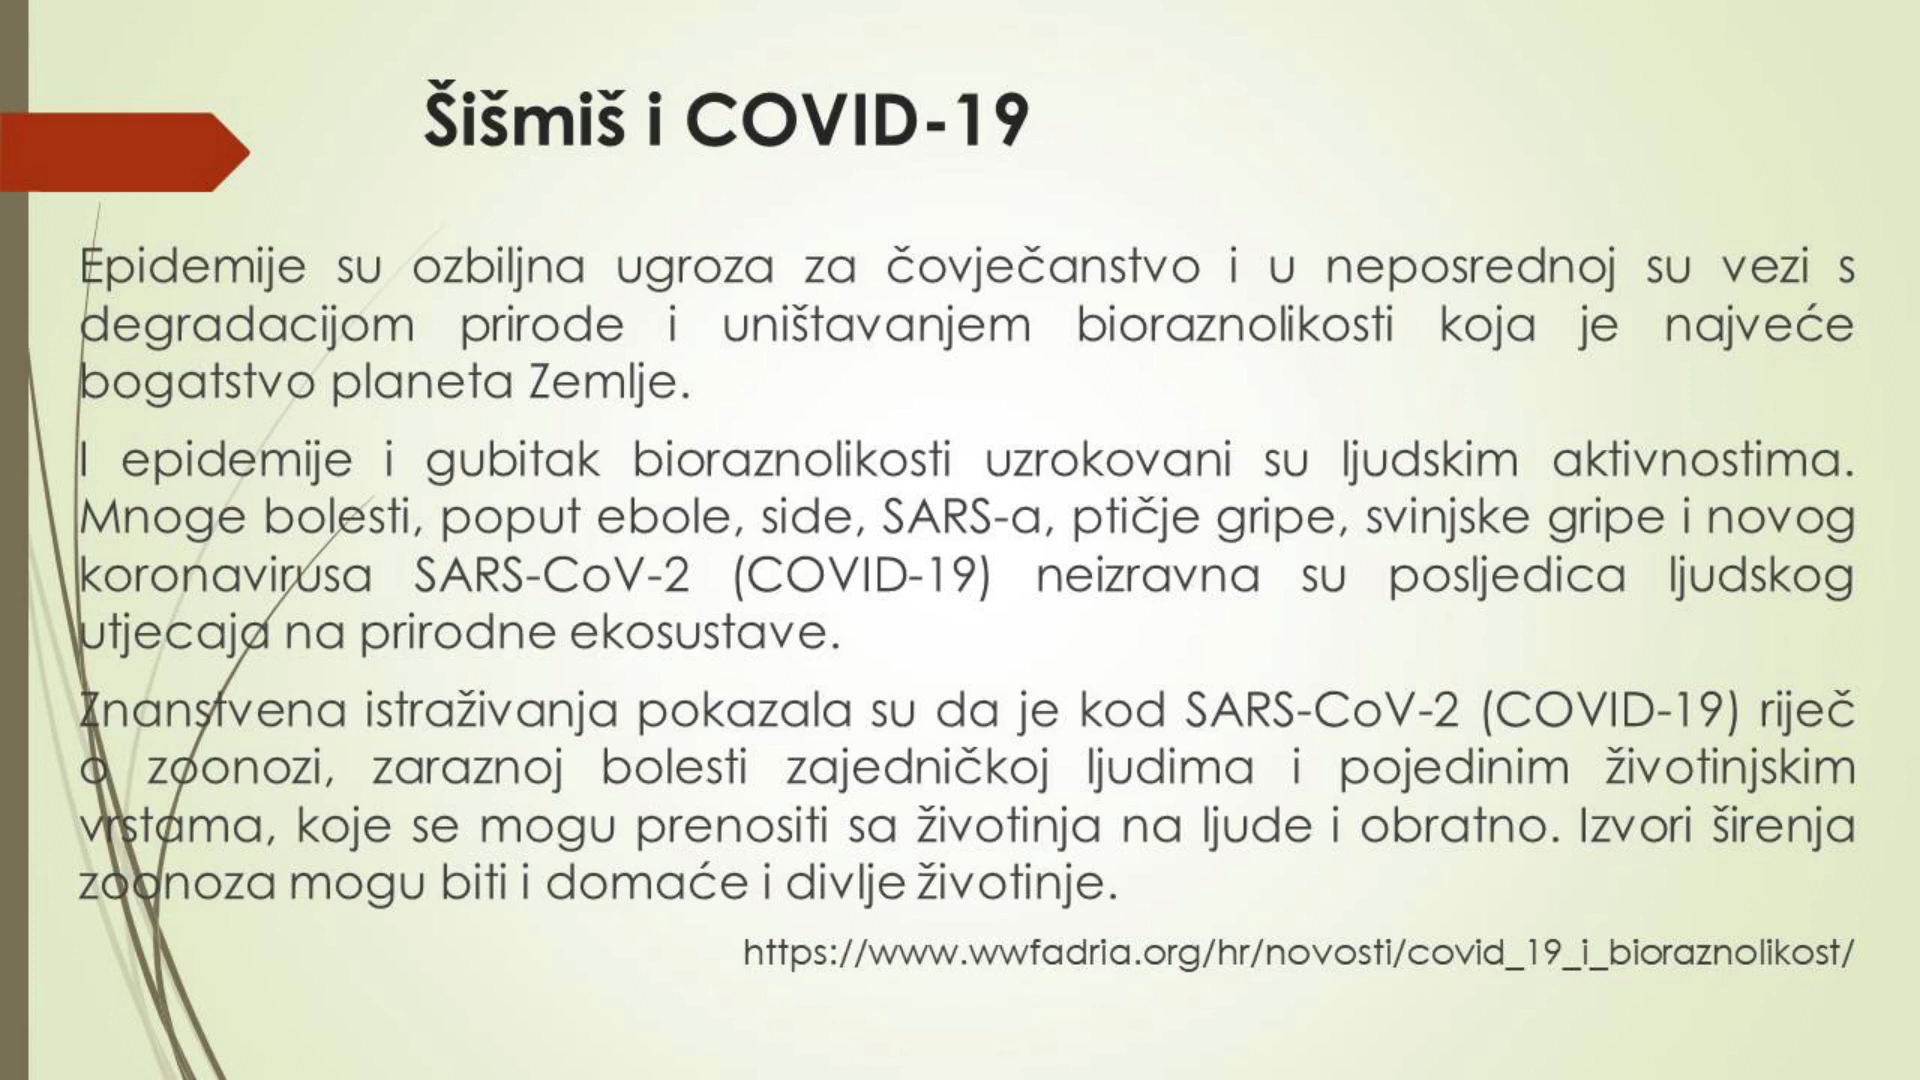 Šišmiš i COVID-19
Epidemije su ozbiljna ugroza za čovječanstvo i u neposrednoj su vezi s
degradacijom prirode i uništavanjem bioraznolikosti koja je najveće
bogatstvo planeta Zemlje.
I epidemije i gubitak bioraznolikosti uzrokovani su ljudskim aktivnostima.
Mnoge bolesti, poput ebole, side, SARS-a, ptičje gripe, svinjske gripe i novog
koronavirusa SARS-CoV-2 (COVID-19) neizravna su posljedica ljudskog
utjecaja na prirodne ekosustave.
Znanstvena istraživanja pokazala su da je kod SARS-CoV-2 (COVID-19) riječ
o zoonozi, zaraznoj bolesti zajedničkoj ljudima i pojedinim životinjskim
vrstama, koje se mogu prenositi sa životinja na ljude i obratno. Izvori širenja
zoonoza mogu biti i domaće i divlje životinje.
https://www.wwfadria.org/hr/novosti/covid_19_i_bioraznolikost/